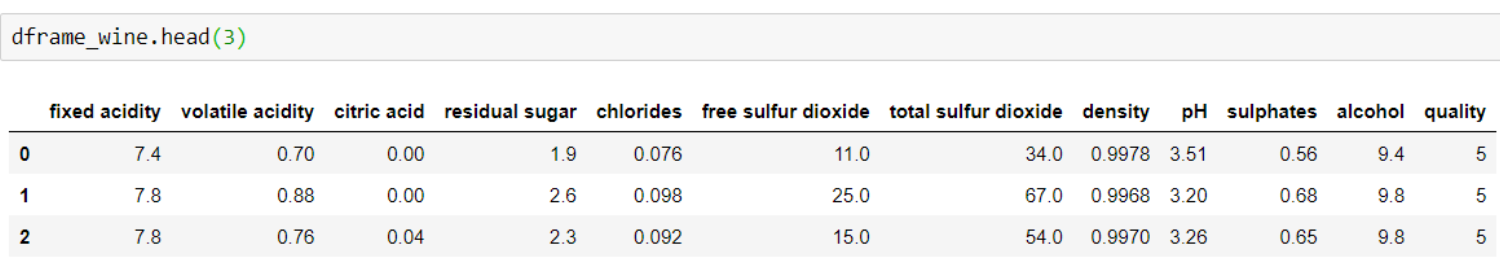 dframe_wine.head(3)
fixed acidity volatile acidity citric acid residual sugar chlorides free sulfur dioxide total sulfur dioxide density pH sulphates alcohol quality
0 7.4 0.70 0.00 1.9 0.076 11.0 34.0 0.9978 3.51 0.56 9.4 5
1 7.8 0.88 0.00 2.6 0.098 25.0 67.0 0.9968 3.20 0.68 9.8 5
2 7.8 0.76 0.04 2.3 0.092 15.0 54.0 0.9970 3.26 0.65 9.8 5